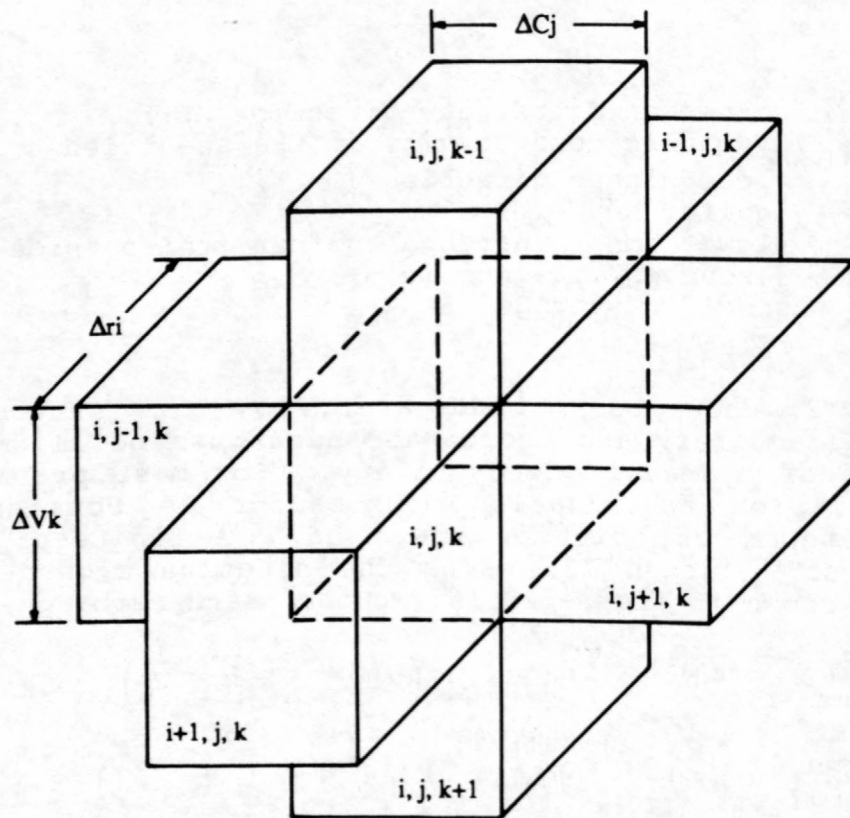 ΔCj
i, j, k-1
i-1, j, k
Δri
i, j-1, k
ΔVk
i, j, k
i, j+1, k
i+1, j, k
i, j, k+1